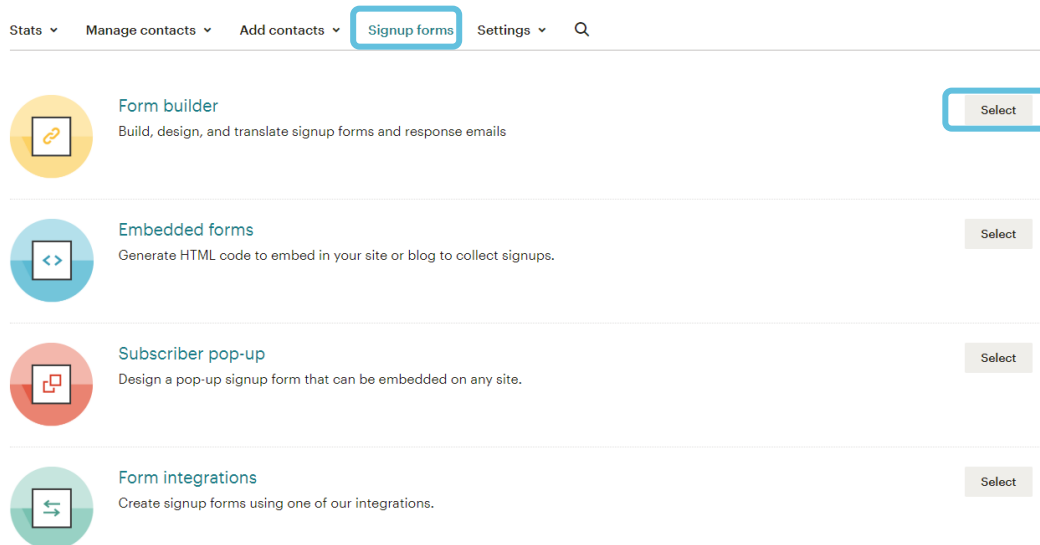 Stats Manage contacts Add contacts Signup forms Settings
Form builder
Build, design, and translate signup forms and response emails
Select
Embedded forms
Generate HTML code to embed in your site or blog to collect signups.
Select
Subscriber pop-up
Design a pop-up signup form that can be embedded on any site.
Select
Form integrations
Create signup forms using one of our integrations.
Select